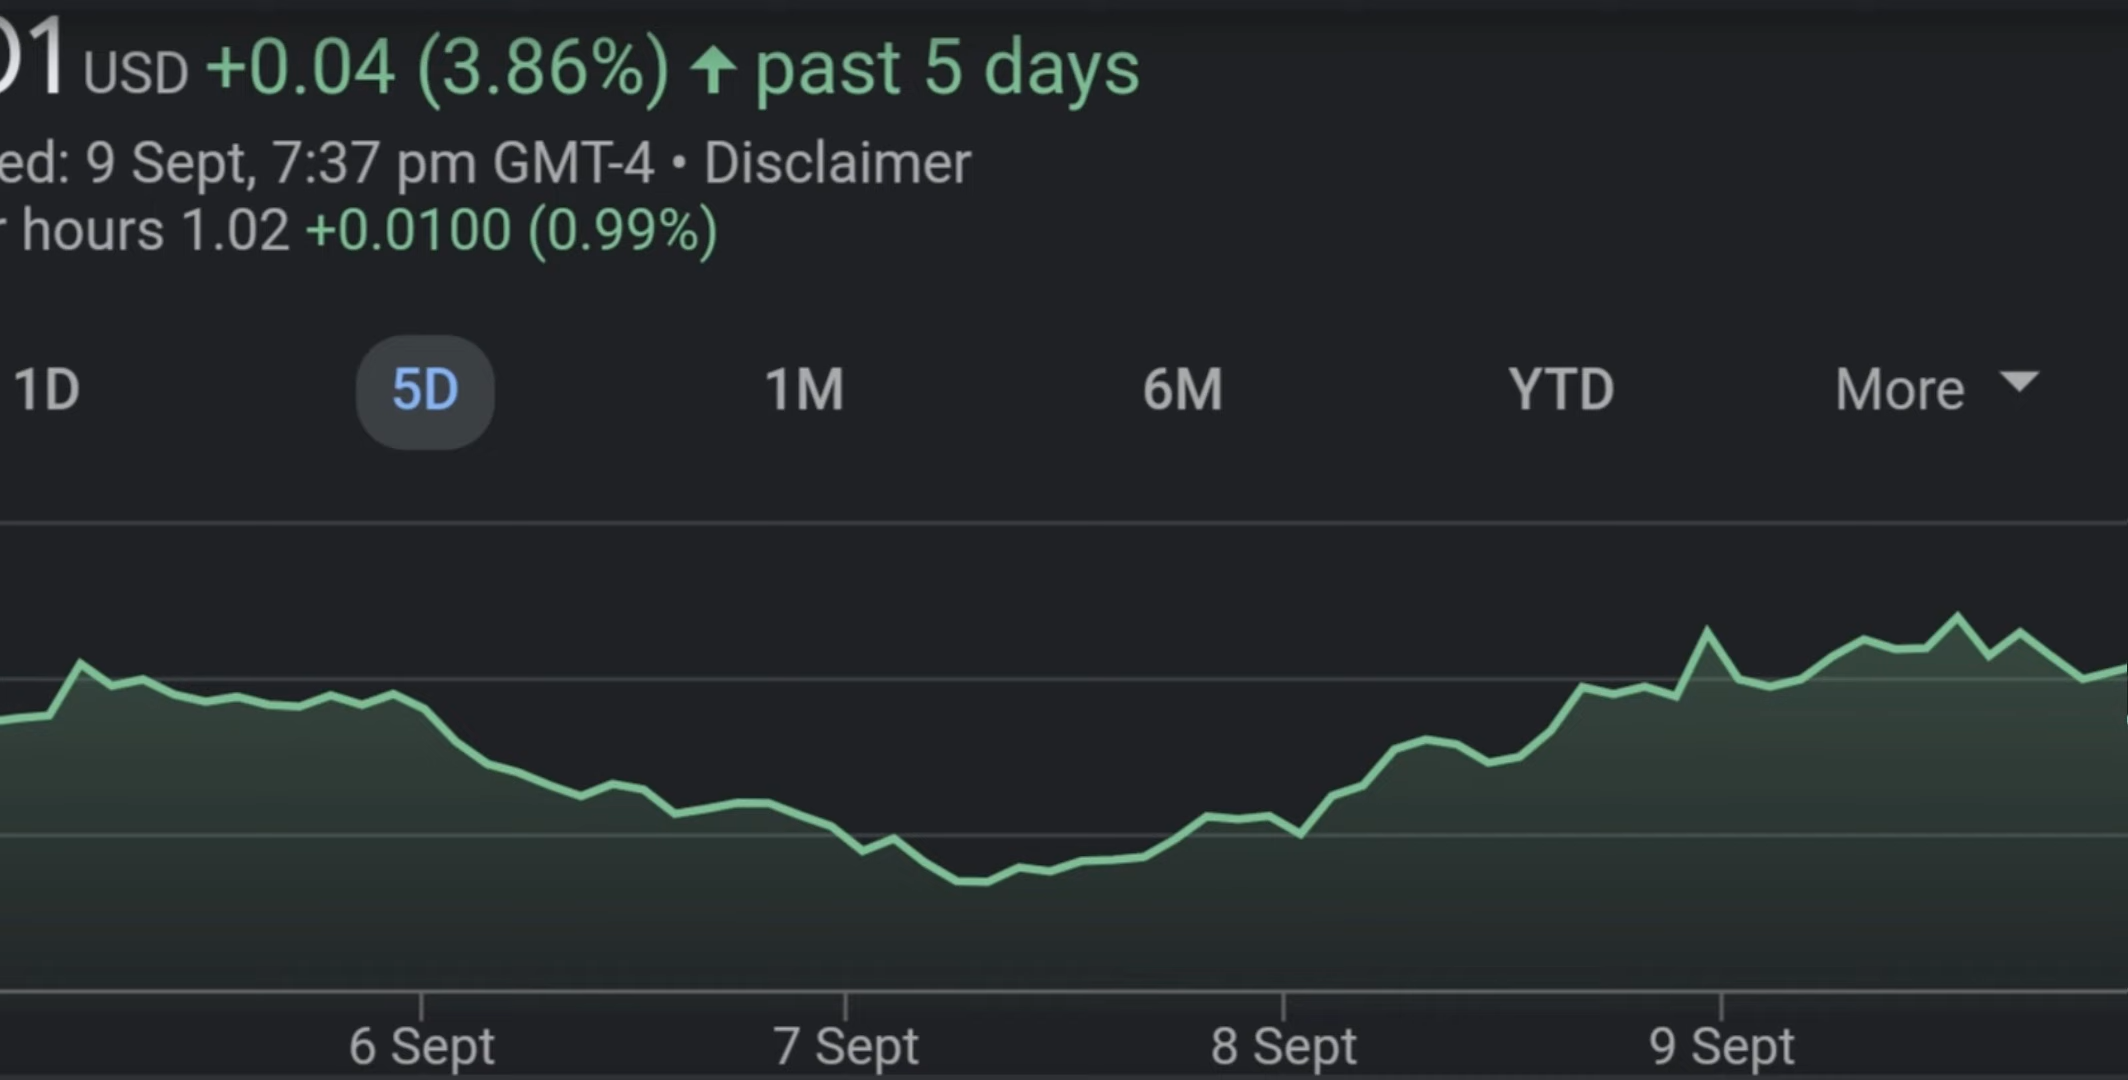 01 USD +0.04 (3.86%) ↑ past 5 days
ed: 9 Sept, 7:37 pm GMT-4 • Disclaimer
r hours 1.02 +0.0100 (0.99%)
1D 5D 1M 6M YTD More
6 Sept 7 Sept 8 Sept 9 Sept